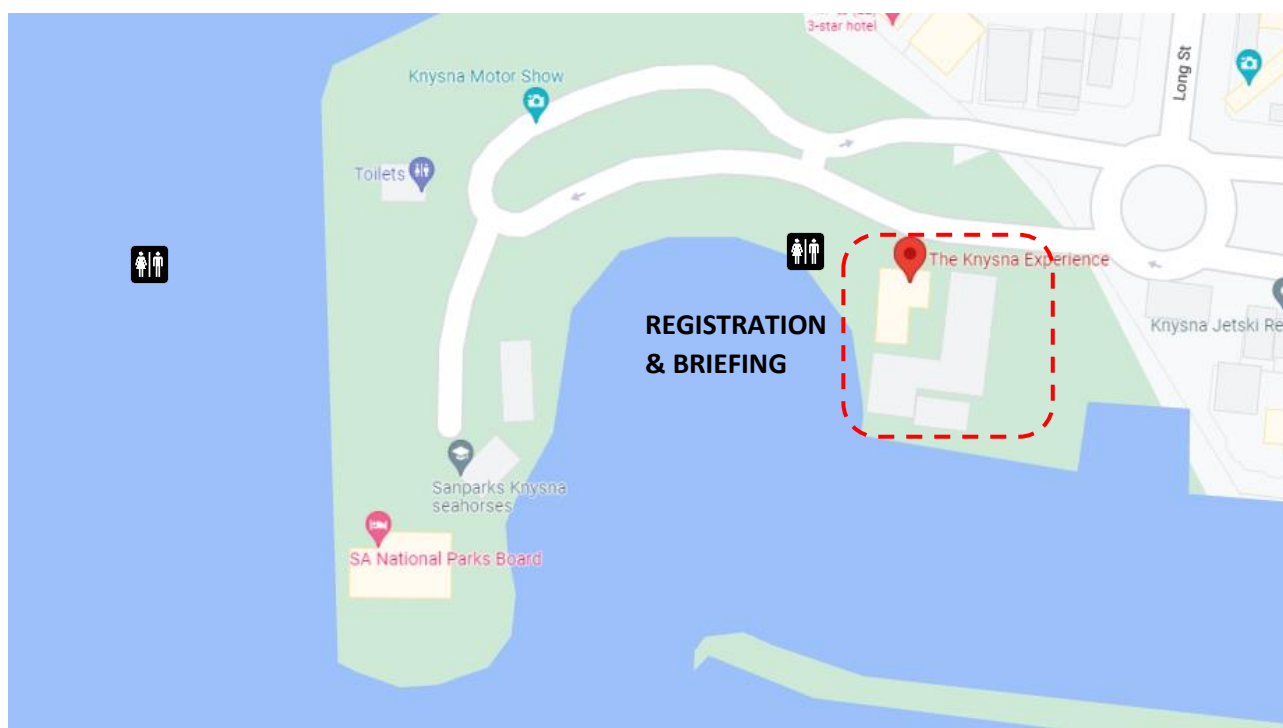 3-star hotel
Long St
Knysna Motor Show
Toilets
The Knysna Experience
REGISTRATION
& BRIEFING
Knysna Jetski Re
Sanparks Knysna
seahorses
SA National Parks Board